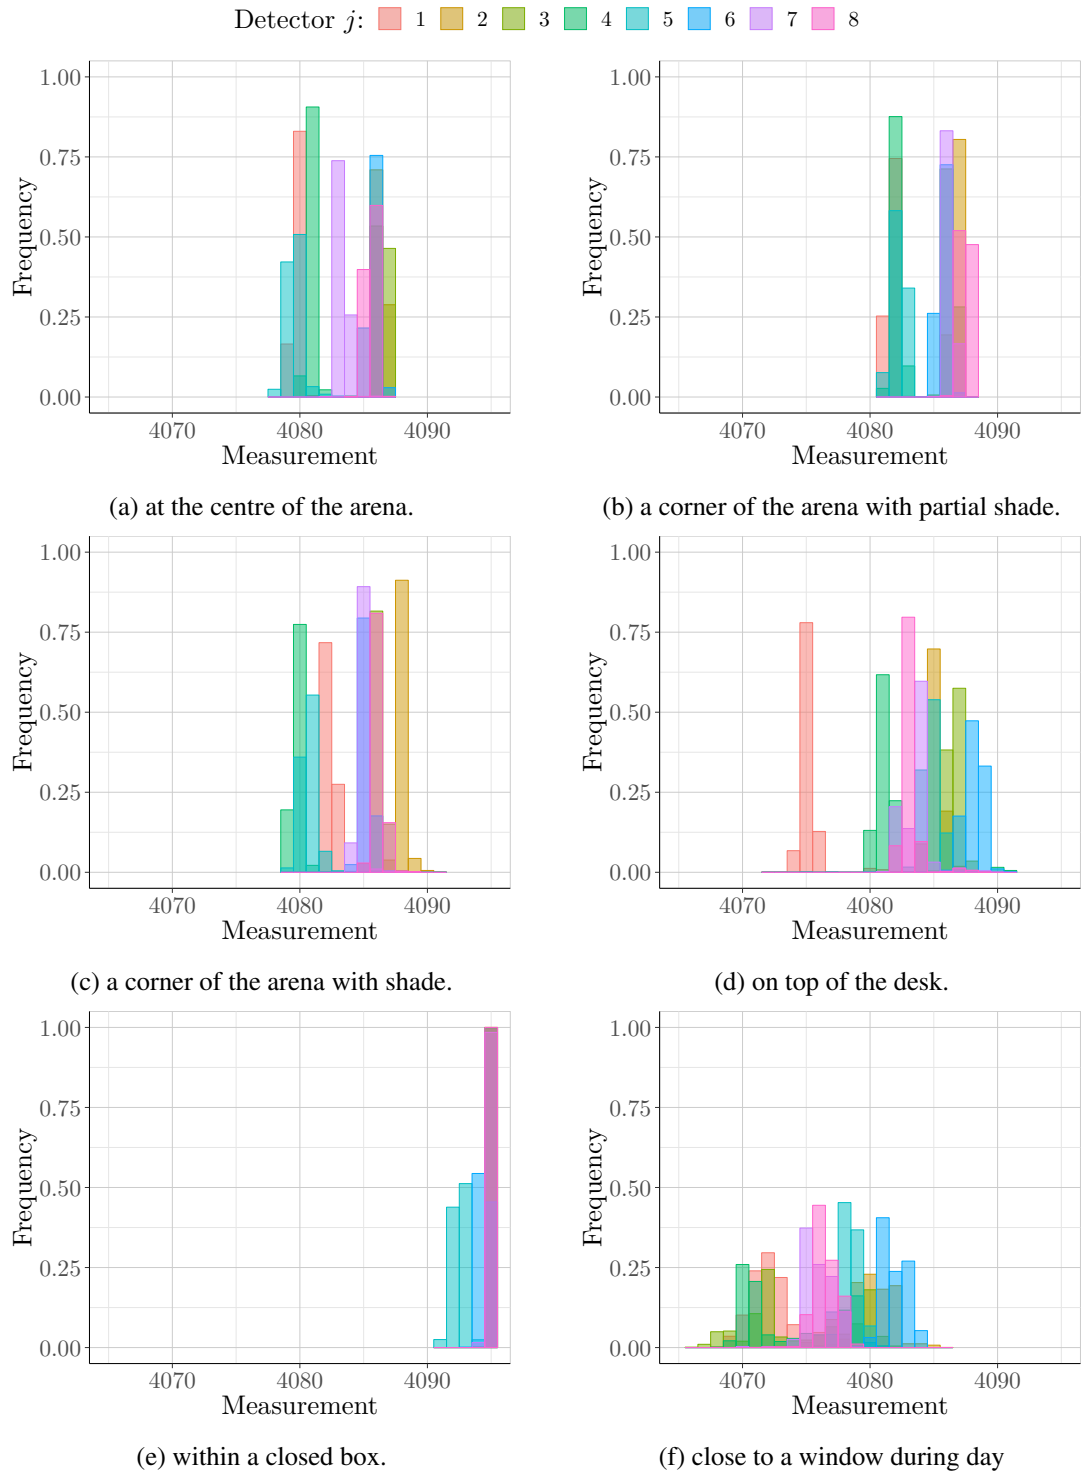 Detector j: 1 2 3 4 5 6 7 8
1.00
0.75
0.50
0.25
0.00
Frequency
4070 4080 4090
Measurement
(a) at the centre of the arena.
1.00
0.75
0.50
0.25
0.00
Frequency
4070 4080 4090
Measurement
(b) a corner of the arena with partial shade.
1.00
0.75
0.50
0.25
0.00
Frequency
4070 4080 4090
Measurement
(c) a corner of the arena with shade.
1.00
0.75
0.50
0.25
0.00
Frequency
4070 4080 4090
Measurement
(d) on top of the desk.
1.00
0.75
0.50
0.25
0.00
Frequency
4070 4080 4090
Measurement
(e) within a closed box.
1.00
0.75
0.50
0.25
0.00
Frequency
4070 4080 4090
Measurement
(f) close to a window during day